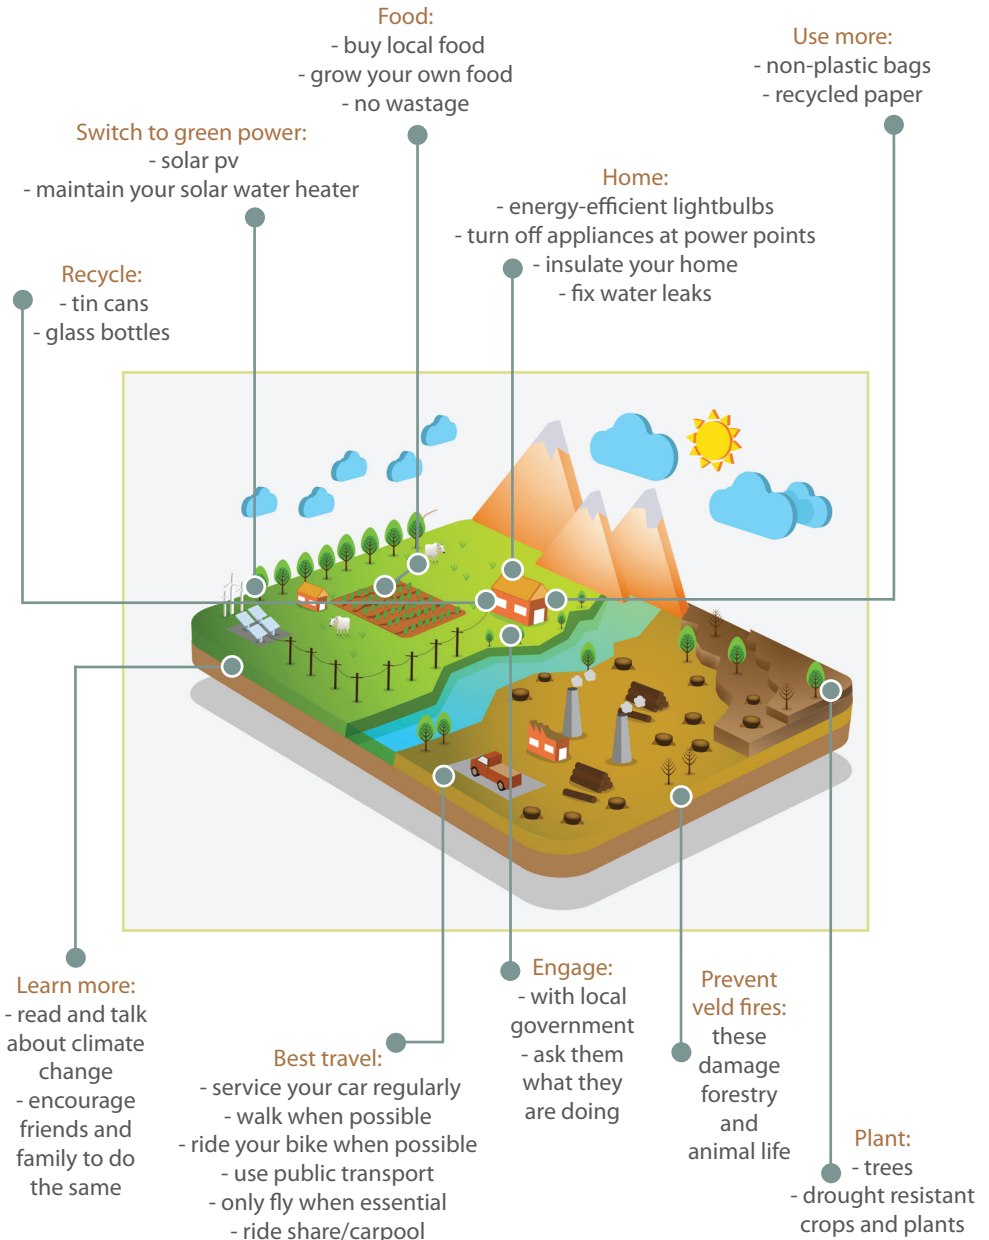 Food:
- buy local food
- grow your own food
- no wastage
Use more:
- non-plastic bags
- recycled paper
Switch to green power:
- solar pv
- maintain your solar water heater
Home:
- energy-efficient lightbulbs
- turn off appliances at power points
- insulate your home
- fix water leaks
Recycle:
- tin cans
- glass bottles
Learn more:
- read and talk
about climate
change
- encourage
friends and
family to do
the same
Best travel:
- service your car regularly
- walk when possible
- ride your bike when possible
- use public transport
- only fly when essential
- ride share/carpool
Engage:
- with local
government
- ask them
what they
are doing
Prevent
veld fires:
these
damage
forestry
and
animal life
Plant:
- trees
- drought resistant
crops and plants